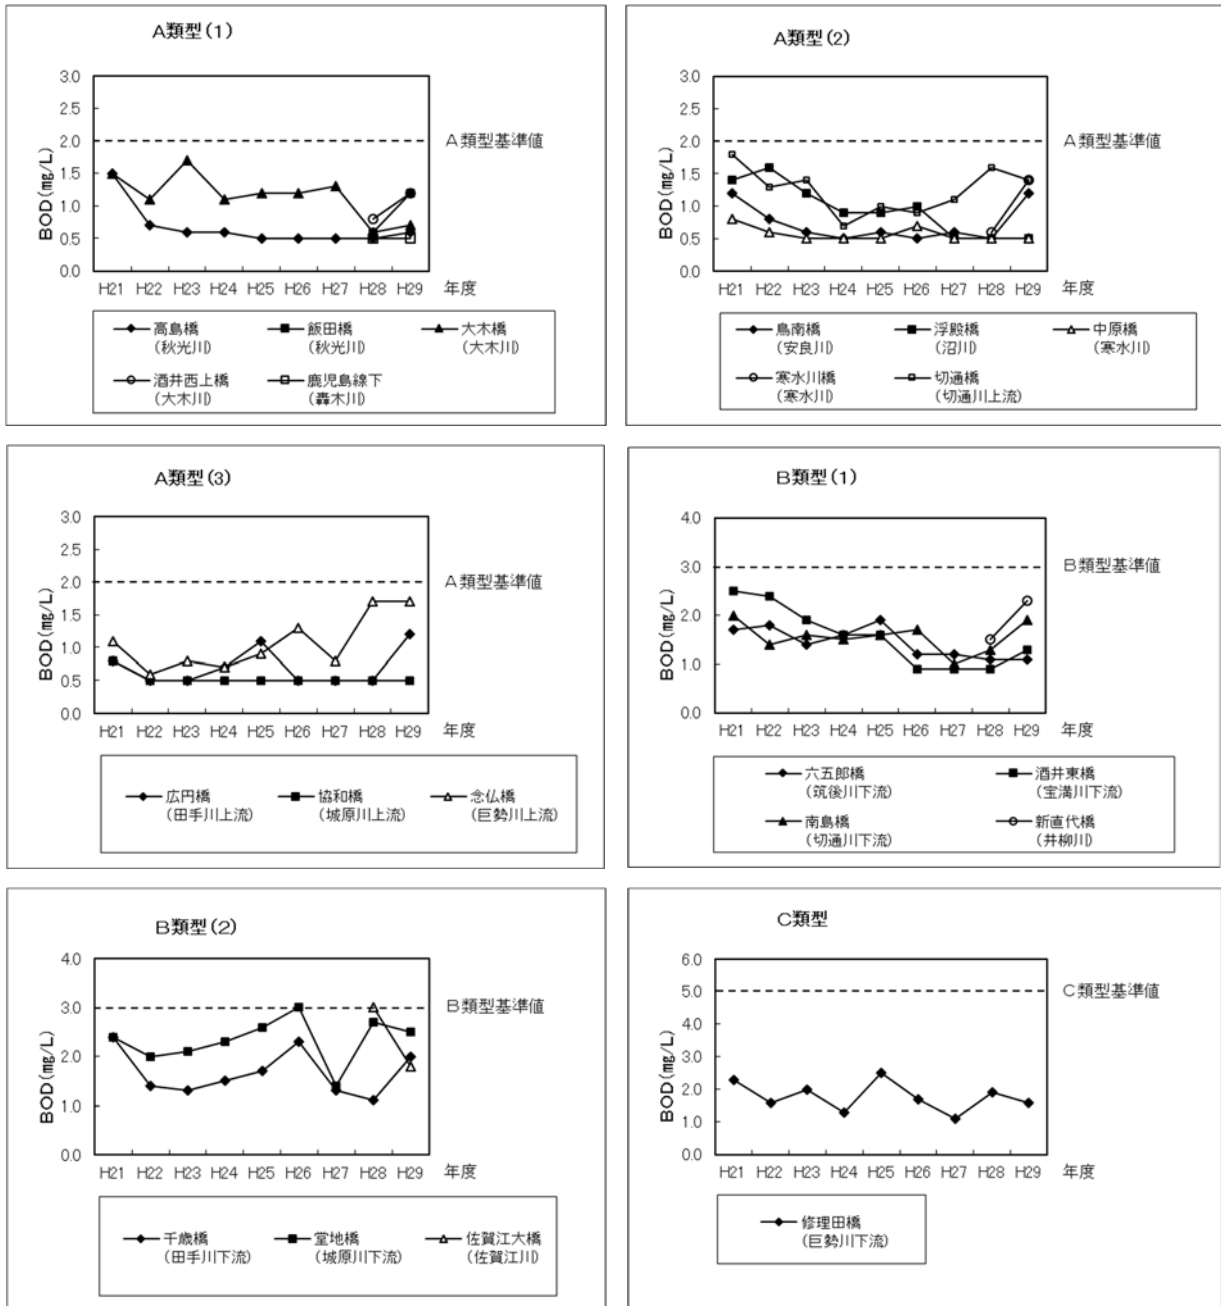 A類型(1)
3.0
2.5
2.0
1.5
1.0
0.5
0.0
BOD(mg/L)
A類型基準値
H21 H22 H23 H24 H25 H26 H27 H28 H29 年度
高島橋 飯田橋 大木橋
(秋光川) (秋光川) (大木川)
酒井西上橋 鹿児島線下
(大木川) (轟木川)
A類型(2)
3.0
2.5
2.0
1.5
1.0
0.5
0.0
BOD(mg/L)
A類型基準値
H21 H22 H23 H24 H25 H26 H27 H28 H29 年度
鳥南橋 浮殿橋 中原橋
(安良川) (沼川) (寒水川)
寒水川橋 切通橋
(寒水川) (切通川上流)
A類型(3)
3.0
2.5
2.0
1.5
1.0
0.5
0.0
BOD(mg/L)
A類型基準値
H21 H22 H23 H24 H25 H26 H27 H28 H29 年度
広円橋 協和橋 念仏橋
(田手川上流) (城原川上流) (巨勢川上流)
B類型(1)
4.0
3.0
2.0
1.0
0.0
BOD(mg/L)
B類型基準値
H21 H22 H23 H24 H25 H26 H27 H28 H29 年度
六五郎橋 酒井東橋
(筑後川下流) (宝満川下流)
南島橋 新直代橋
(切通川下流) (井柳川)
B類型(2)
4.0
3.0
2.0
1.0
0.0
BOD(mg/L)
B類型基準値
H21 H22 H23 H24 H25 H26 H27 H28 H29 年度
千歳橋 堂地橋 佐賀江大橋
(田手川下流) (城原川下流) (佐賀江川)
C類型
6.0
5.0
4.0
3.0
2.0
1.0
0.0
BOD(mg/L)
C類型基準値
H21 H22 H23 H24 H25 H26 H27 H28 H29 年度
修理田橋
(巨勢川下流)